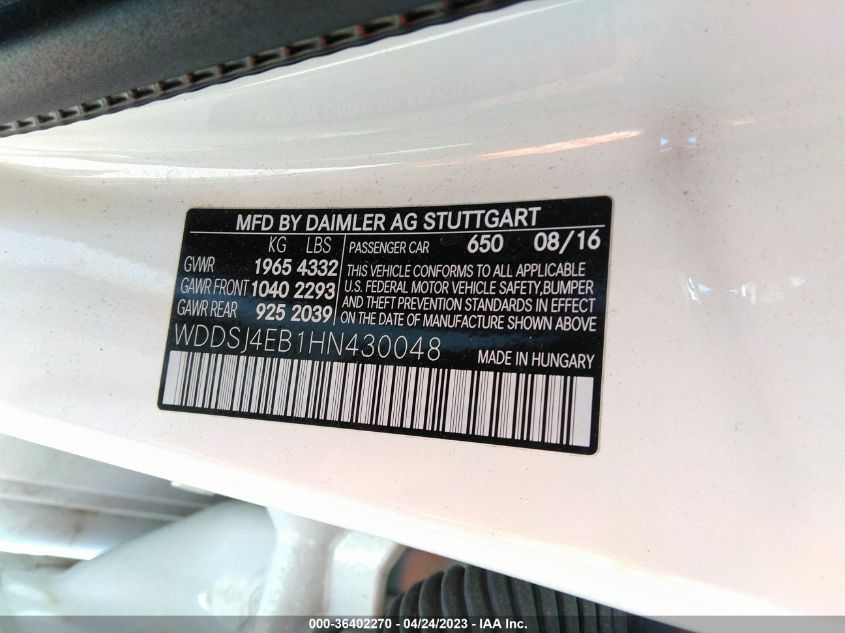 MFD BY DAIMLER AG STUTTGART
KG LBS
GVWR 1965 4332
GAWR FRONT 1040 2293
GAWR REAR 925 2039
PASSENGER CAR 650 08/16
THIS VEHICLE CONFORMS TO ALL APPLICABLE
U.S. FEDERAL MOTOR VEHICLE SAFETY,BUMPER
AND THEFT PREVENTION STANDARDS IN EFFECT
ON THE DATE OF MANUFACTURE SHOWN ABOVE
WDDSJ4EB1HN430048
MADE IN HUNGARY
000-36402270 - 04/24/2023 - IAA Inc.